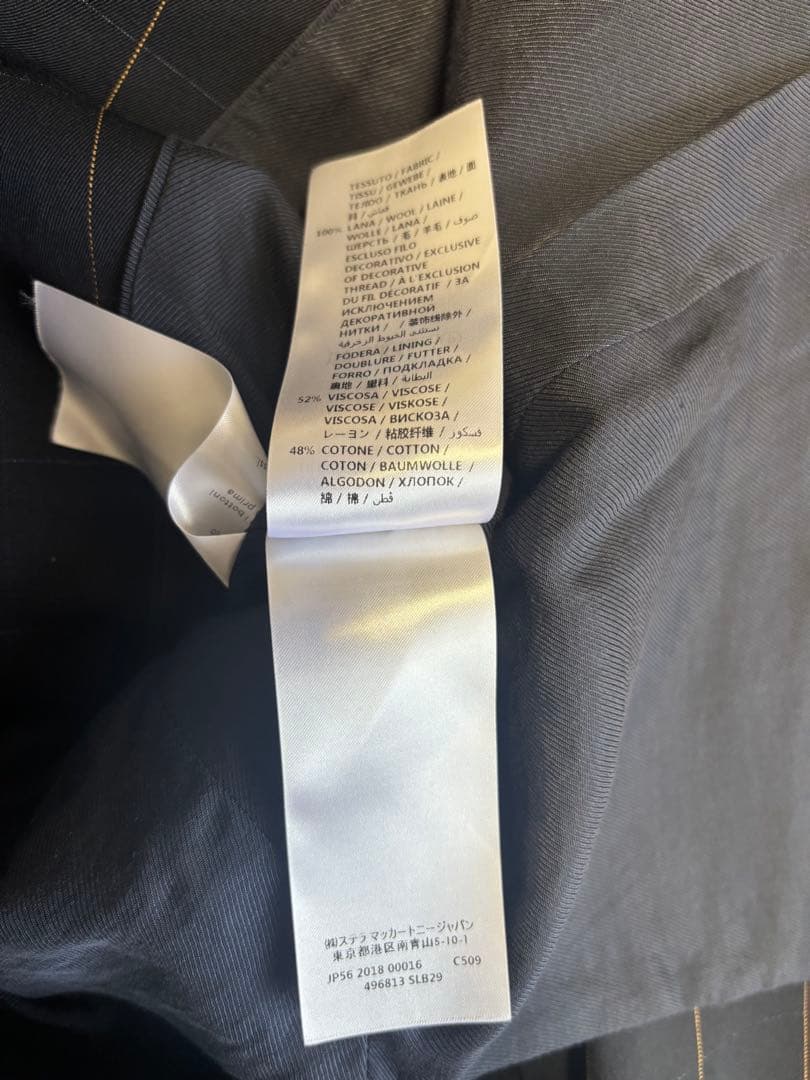 TESSUTO / FABRIC /
TISSU / GEWEBE /
TEJIDO / ТКАНЬ / 表地 / 面
料 / قماش
100% LANA / WOOL / LAINE /
WOLLE / LANA /
ШЕРСТЬ / 毛 / 羊毛 / صوف
ESCLUSO FILO
DECORATIVO / EXCLUSIVE
OF DECORATIVE
THREAD / À L'EXCLUSION
DU FIL DÉCORATIF / ЗА
ИСКЛЮЧЕНИЕМ
ДЕКОРАТИВНОЙ
НИТКИ / / 装饰线除外 /
تستثنى الخيوط الزخرفية
FODERA / LINING /
DOUBLURE / FUTTER /
FORRO / ПОДКЛАДКА /
裏地 / 里料 / البطانة
52% VISCOSA / VISCOSE /
VISCOSE / VISKOSE /
VISCOSA / ВИСКОЗА /
レーヨン / 粘胶纤维 / فسكوز
48% COTONE / COTTON /
COTON / BAUMWOLLE /
ALGODON / ХЛОПОК /
綿 / 棉 / قطن
i bottoni
prima
(株)ステラ マッカートニー ジャパン
東京都港区南青山5-10-1
JP56 2018 00016 C509
496813 SLB29